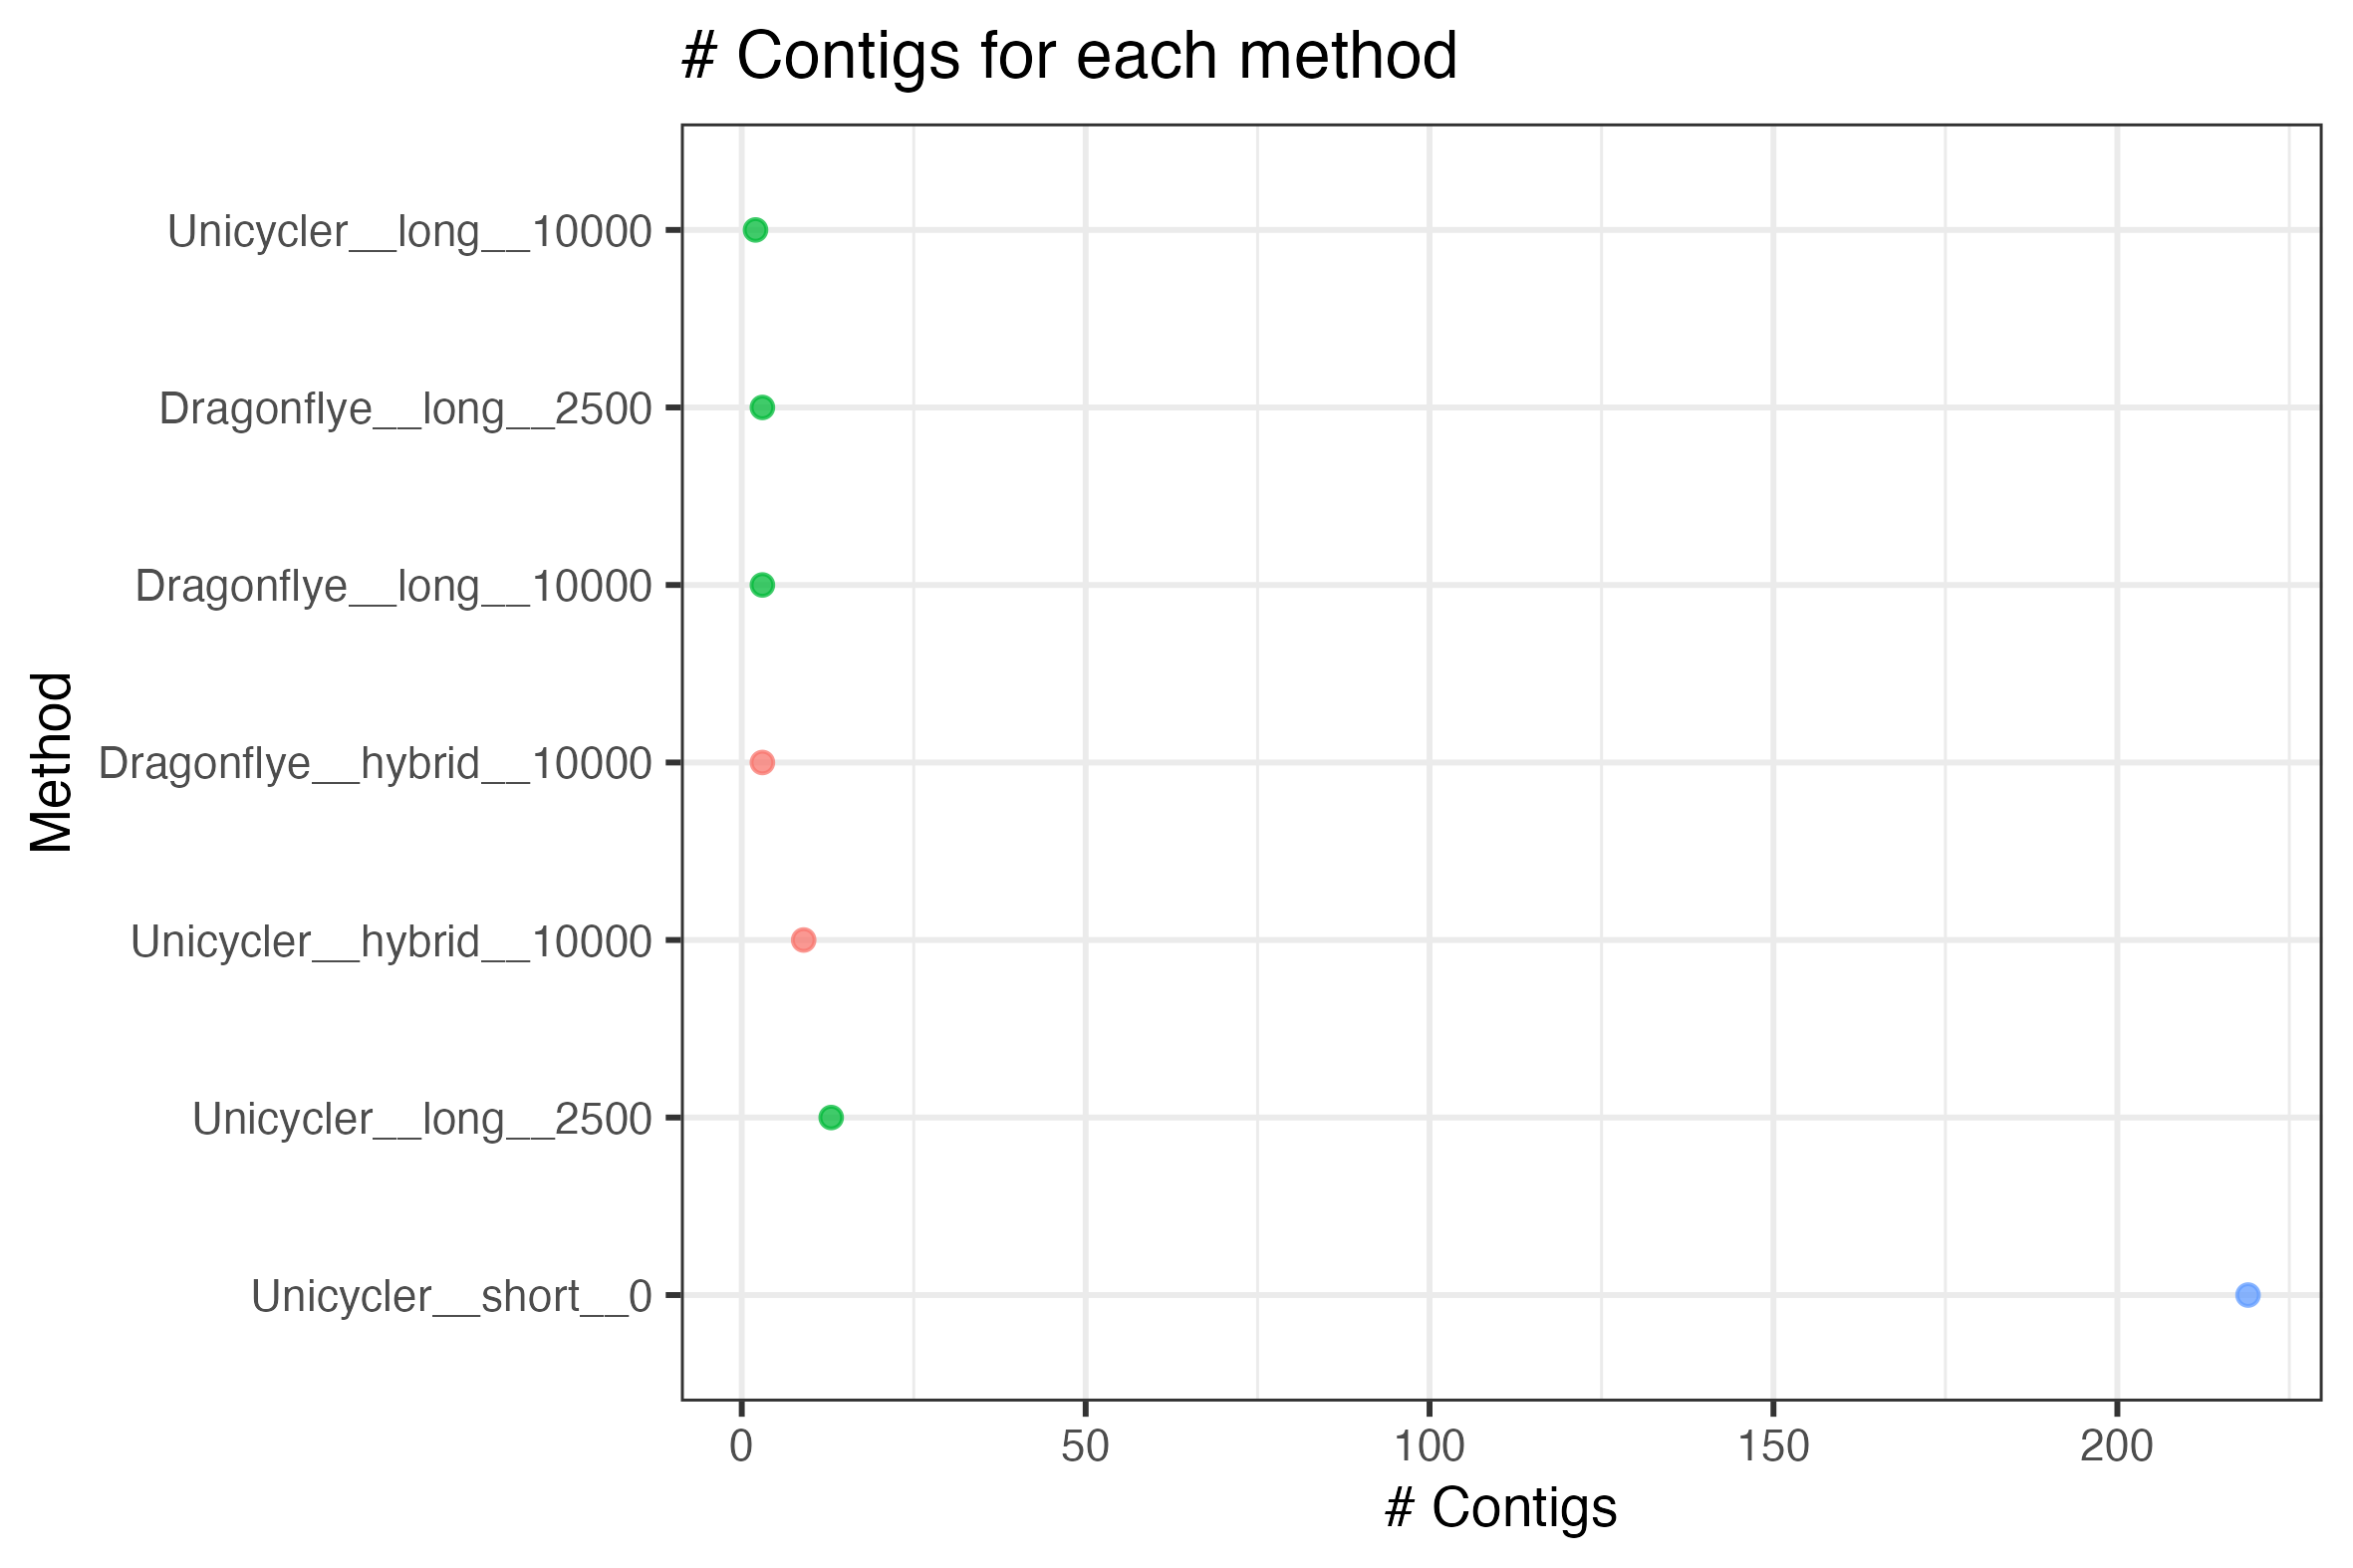 # Contigs for each method
Unicycler__long__10000
Dragonflye__long__2500
Dragonflye__long__10000
Dragonflye__hybrid__10000
Unicycler__hybrid__10000
Unicycler__long__2500
Unicycler__short__0
Method
0 50 100 150 200
# Contigs